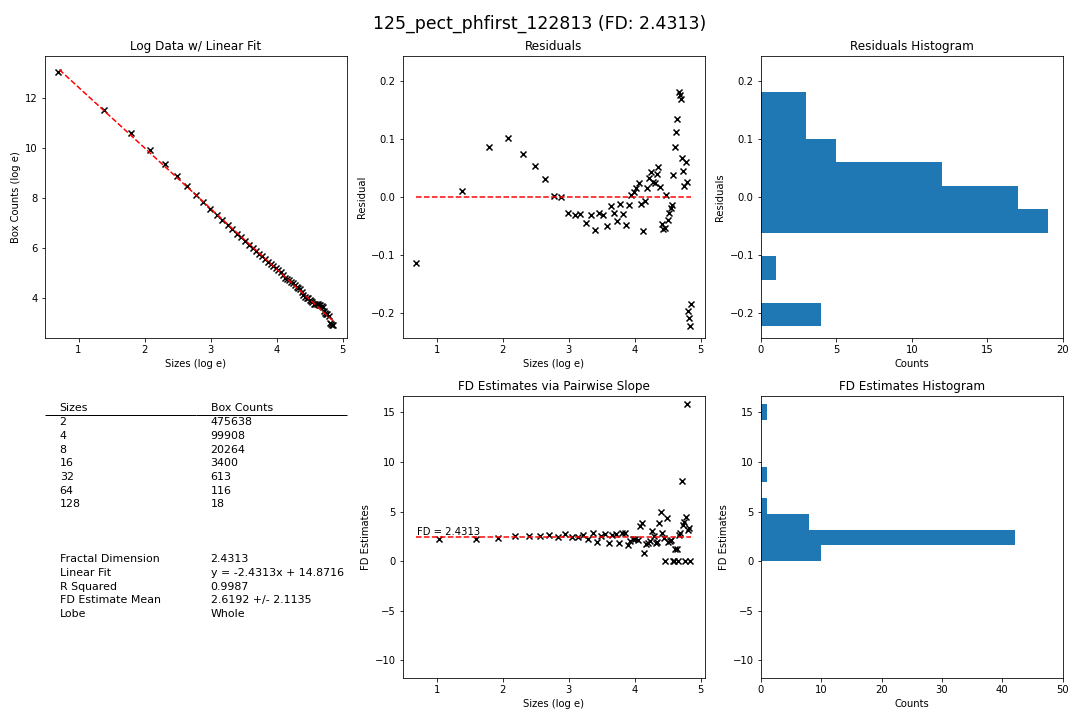 125_pect_phfirst_122813 (FD: 2.4313)
Log Data w/ Linear Fit
Box Counts (log e)
12
10
8
6
4
1
2
3
4
5
Sizes (log e)
Residuals
Residual
0.2
0.1
0.0
−0.1
−0.2
1
2
3
4
5
Sizes (log e)
Residuals Histogram
Residuals
0.2
0.1
0.0
−0.1
−0.2
0
5
10
15
20
Counts
Sizes Box Counts
2 475638
4 99908
8 20264
16 3400
32 613
64 116
128 18
Fractal Dimension 2.4313
Linear Fit y = -2.4313x + 14.8716
R Squared 0.9987
FD Estimate Mean 2.6192 +/- 2.1135
Lobe Whole
FD Estimates via Pairwise Slope
FD Estimates
15
10
5
0
−5
−10
FD = 2.4313
1
2
3
4
5
Sizes (log e)
FD Estimates Histogram
FD Estimates
15
10
5
0
−5
−10
0
10
20
30
40
50
Counts